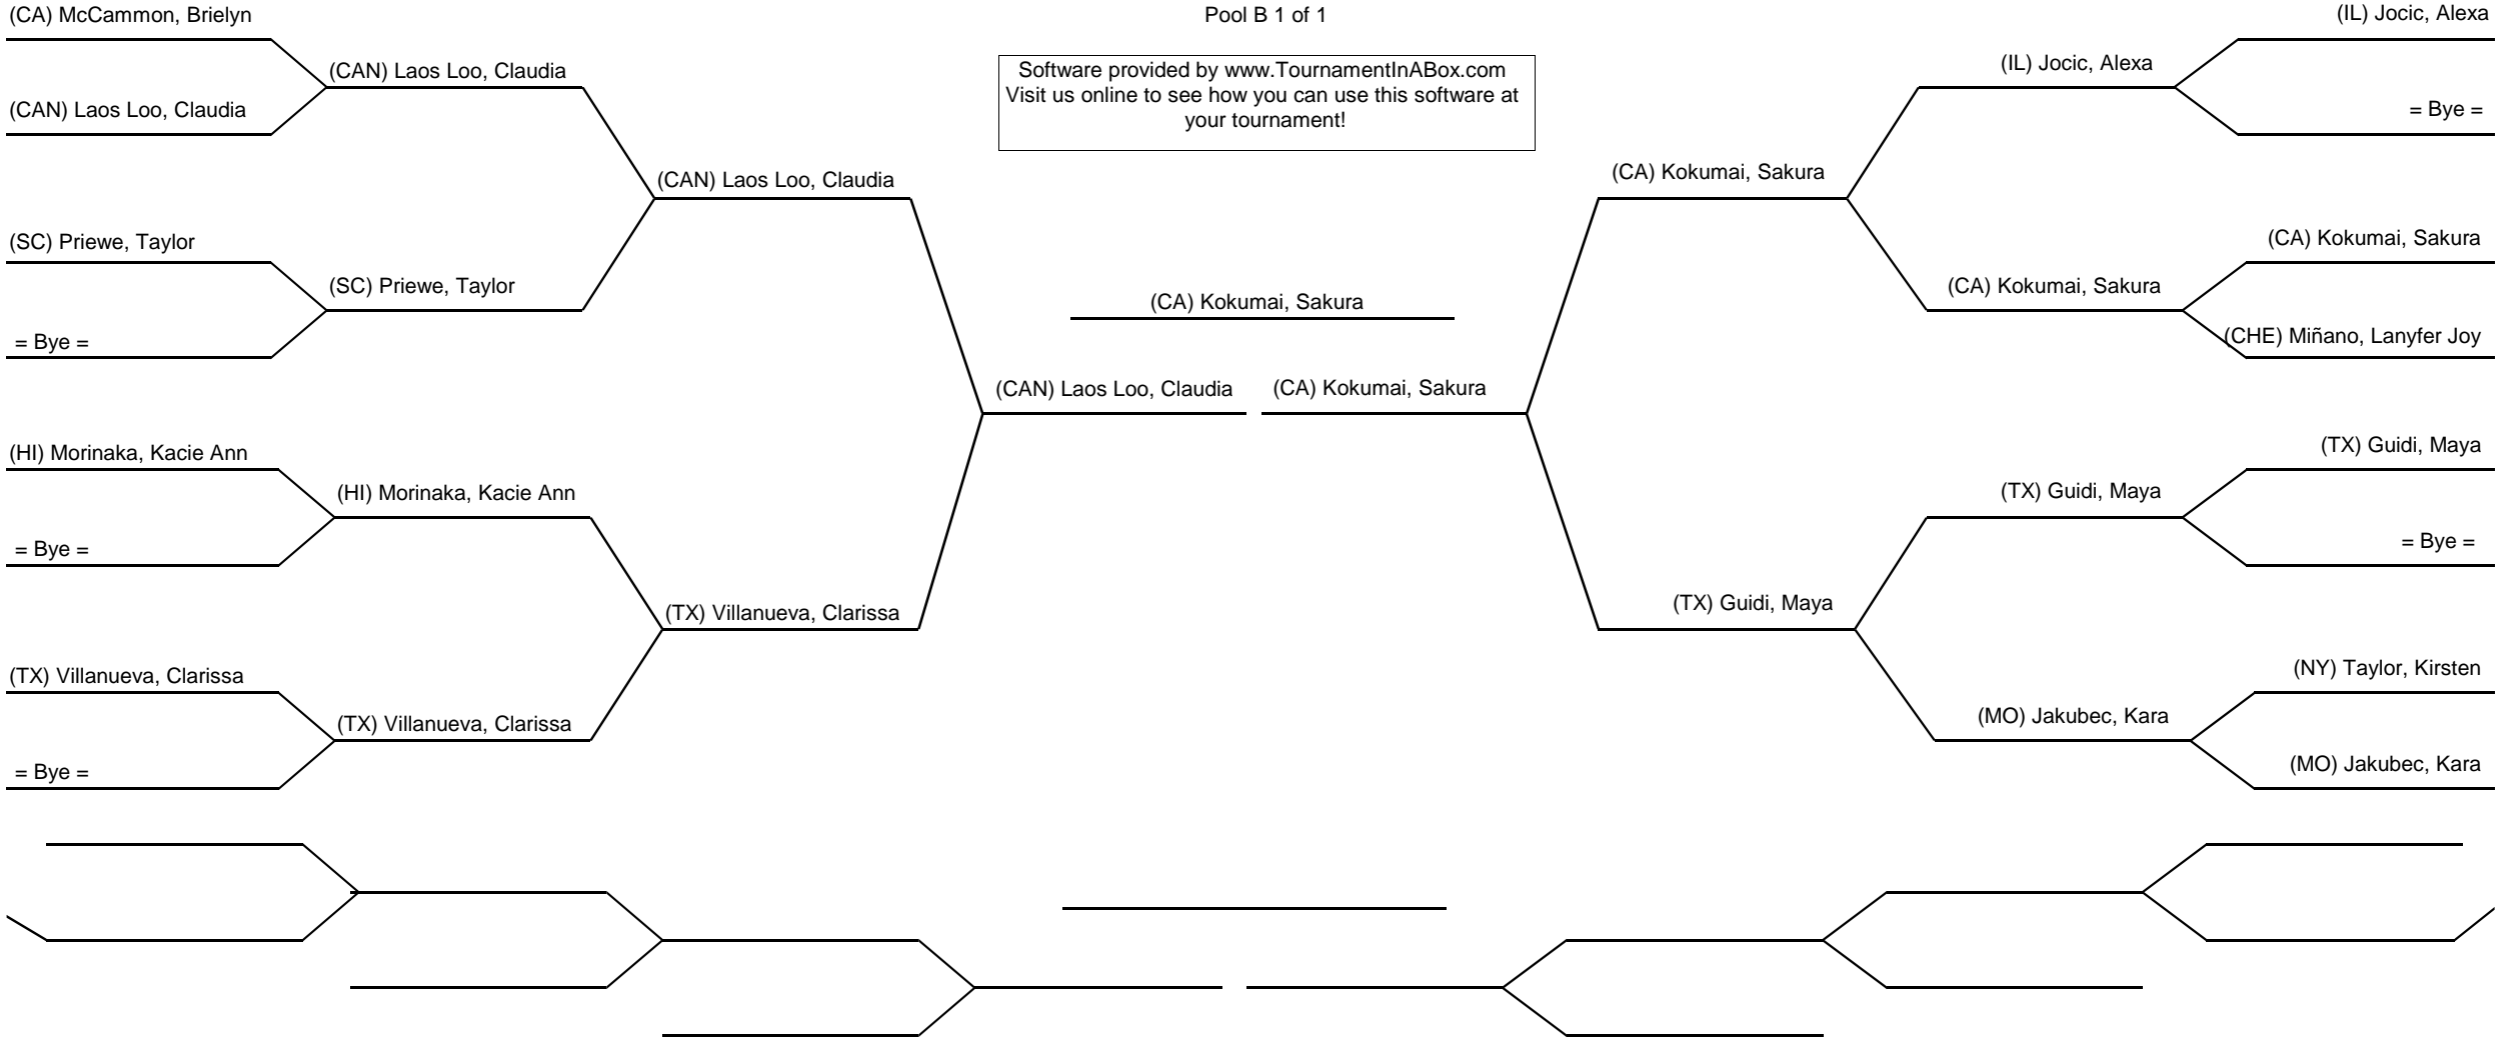 (CA) McCammon, Brielyn
(CAN) Laos Loo, Claudia
(SC) Priewe, Taylor
= Bye =
(HI) Morinaka, Kacie Ann
= Bye =
(TX) Villanueva, Clarissa
= Bye =
(CAN) Laos Loo, Claudia
(SC) Priewe, Taylor
(HI) Morinaka, Kacie Ann
(TX) Villanueva, Clarissa
(CAN) Laos Loo, Claudia
(TX) Villanueva, Clarissa
(CAN) Laos Loo, Claudia
Pool B 1 of 1
Software provided by www.TournamentInABox.com
Visit us online to see how you can use this software at
your tournament!
(CA) Kokumai, Sakura
(CA) Kokumai, Sakura
(CA) Kokumai, Sakura
(TX) Guidi, Maya
(IL) Jocic, Alexa
(CA) Kokumai, Sakura
(TX) Guidi, Maya
(MO) Jakubec, Kara
(IL) Jocic, Alexa
= Bye =
(CA) Kokumai, Sakura
(CHE) Miñano, Lanyfer Joy
(TX) Guidi, Maya
= Bye =
(NY) Taylor, Kirsten
(MO) Jakubec, Kara